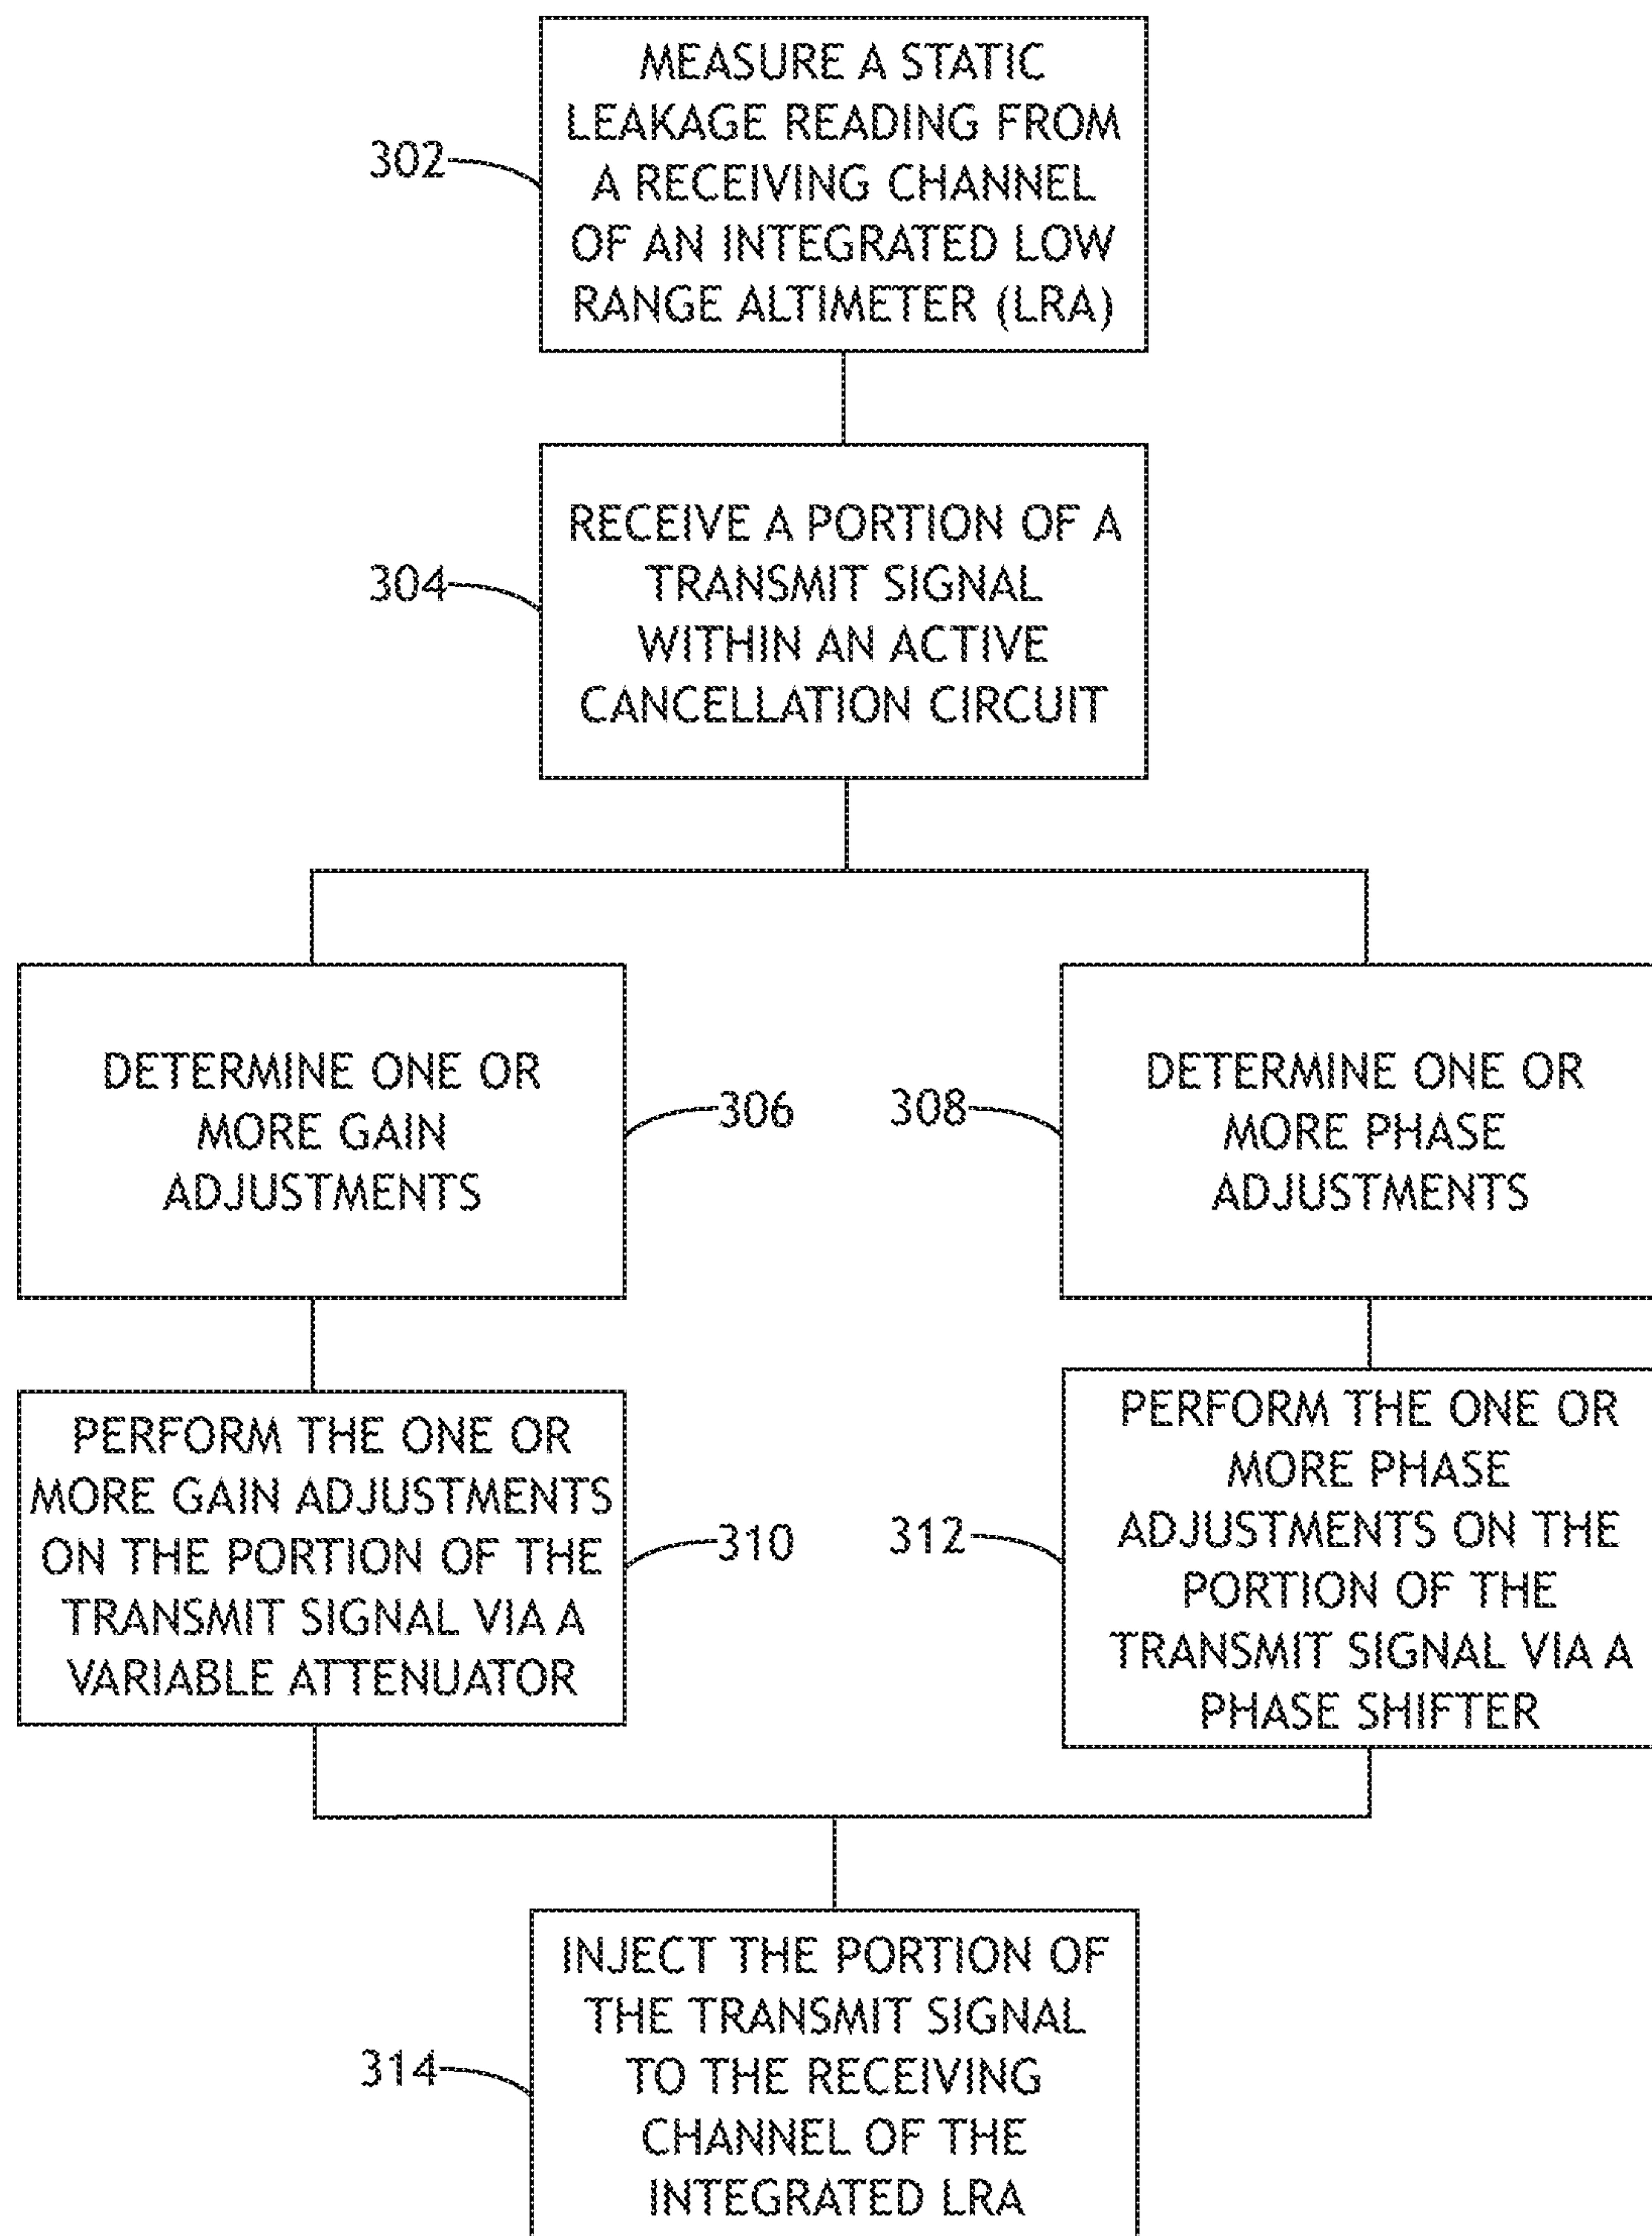 MEASURE A STATIC
LEAKAGE READING FROM
A RECEIVING CHANNEL
OF AN INTEGRATED LOW
RANGE ALTIMETER (LRA)
302
RECEIVE A PORTION OF A
TRANSMIT SIGNAL
WITHIN AN ACTIVE
CANCELLATION CIRCUIT
304
DETERMINE ONE OR
MORE GAIN
ADJUSTMENTS
306
308
DETERMINE ONE OR
MORE PHASE
ADJUSTMENTS
PERFORM THE ONE OR
MORE GAIN ADJUSTMENTS
ON THE PORTION OF THE
TRANSMIT SIGNAL VIA A
VARIABLE ATTENUATOR
310
312
PERFORM THE ONE OR
MORE PHASE
ADJUSTMENTS ON THE
PORTION OF THE
TRANSMIT SIGNAL VIA A
PHASE SHIFTER
INJECT THE PORTION OF
THE TRANSMIT SIGNAL
TO THE RECEIVING
CHANNEL OF THE
INTEGRATED LRA
314